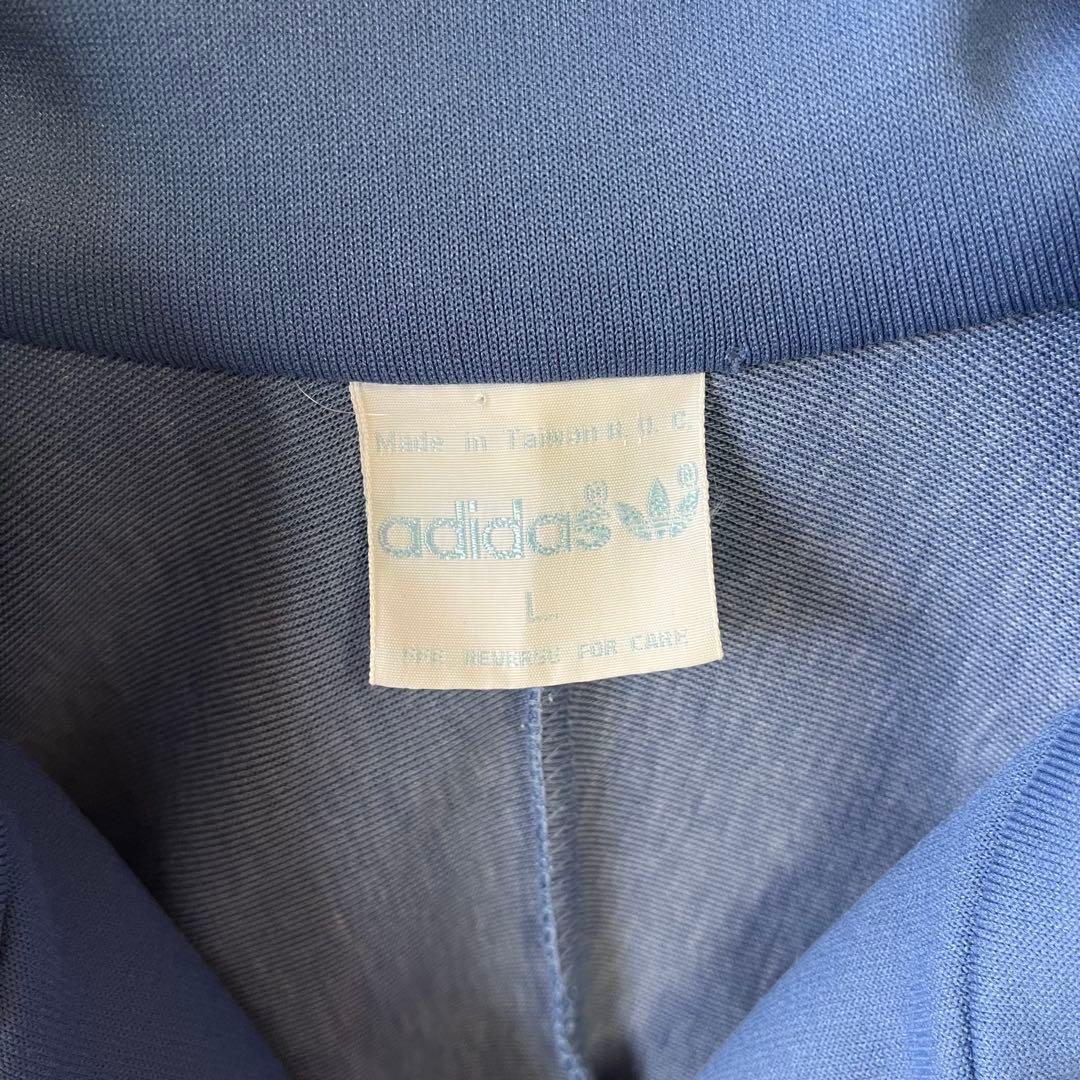 Made in Taiwan R. O. C.
adidas® ®
L
SEE REVERSE FOR CARE